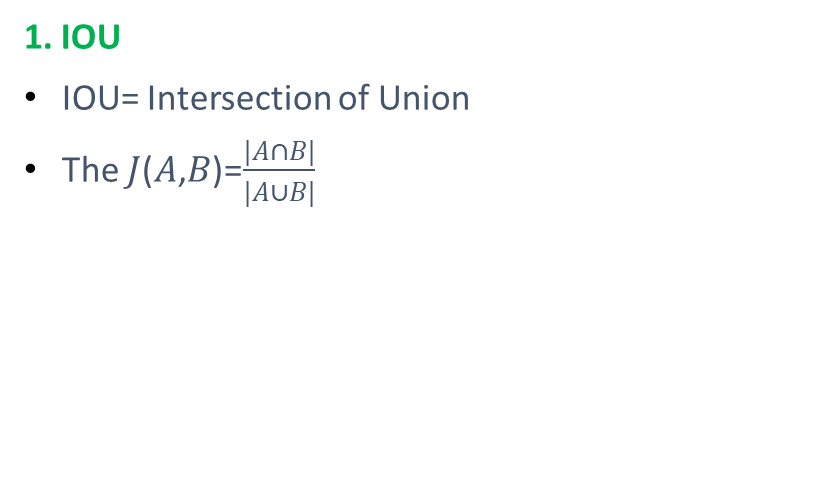 1. IOU
• IOU= Intersection of Union
• The J(A,B)=|A∩B|/|A∪B|